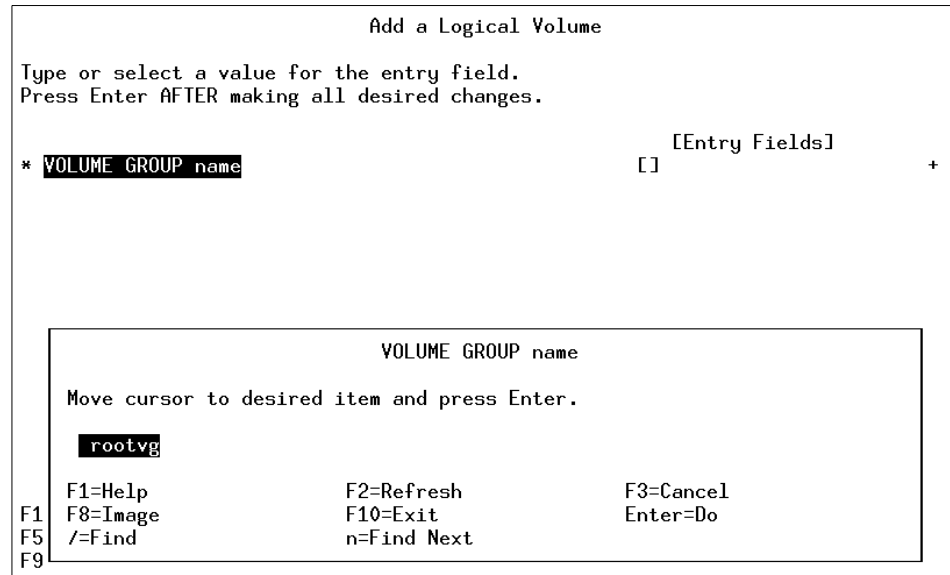 Add a Logical Volume
Type or select a value for the entry field.
Press Enter AFTER making all desired changes.
[Entry Fields]
* VOLUME GROUP name [] +
VOLUME GROUP name
Move cursor to desired item and press Enter.
rootvg
F1=Help F2=Refresh F3=Cancel
F1 F8=Image F10=Exit Enter=Do
F5 /=Find n=Find Next
F9